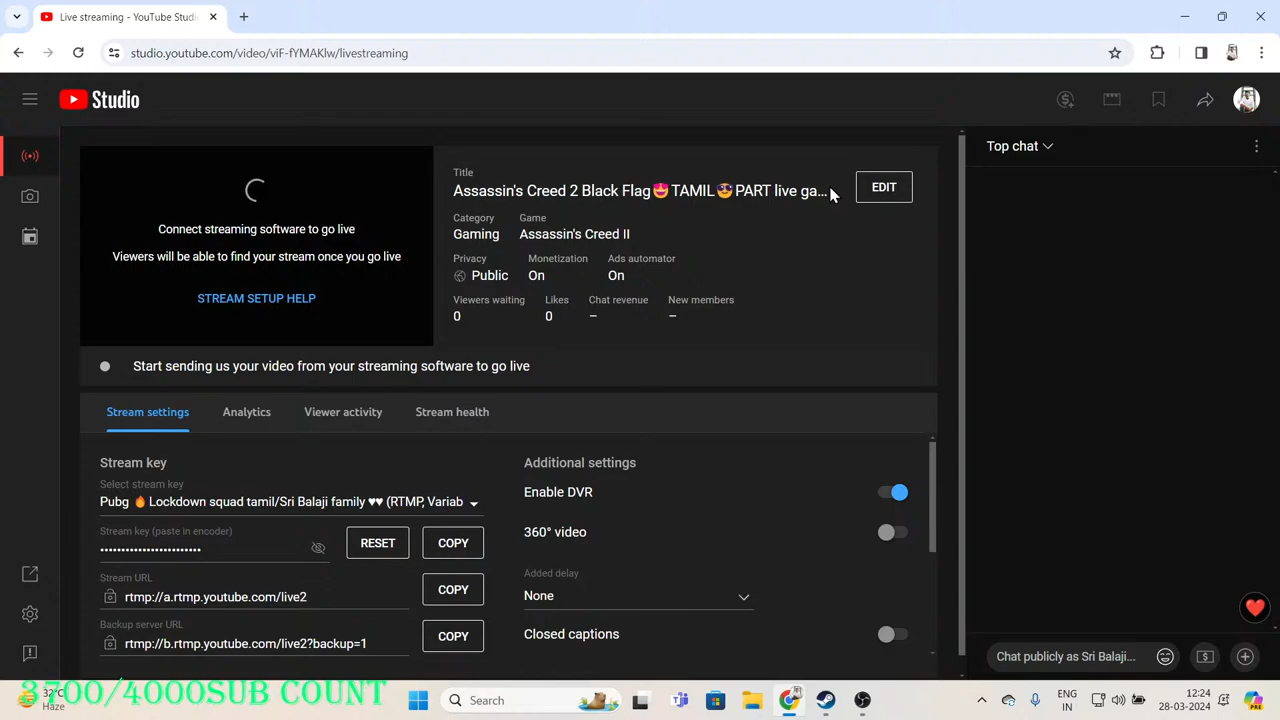 Live streaming - YouTube Studi
studio.youtube.com/video/viF-fYMAKlw/livestreaming
Studio
Top chat
Connect streaming software to go live
Viewers will be able to find your stream once you go live
STREAM SETUP HELP
Title
Assassin's Creed 2 Black Flag🤩TAMIL🥸PART live ga...
EDIT
Category Game
Gaming Assassin's Creed II
Privacy Monetization Ads automator
Public On On
Viewers waiting Likes Chat revenue New members
0 0 – –
Start sending us your video from your streaming software to go live
Stream settings Analytics Viewer activity Stream health
Stream key
Select stream key
Pubg 🔥Lockdown squad tamil/Sri Balaji family ♥♥ (RTMP, Variab
Stream key (paste in encoder)
••••••••••••••••••••••••
RESET COPY
Stream URL
rtmp://a.rtmp.youtube.com/live2
COPY
Backup server URL
rtmp://b.rtmp.youtube.com/live2?backup=1
COPY
Additional settings
Enable DVR
360° video
Added delay
None
Closed captions
Chat publicly as Sri Balaji...
3700/4000SUB COUNT
32°C
Haze
Search
ENG
IN
12:24
28-03-2024
PRE